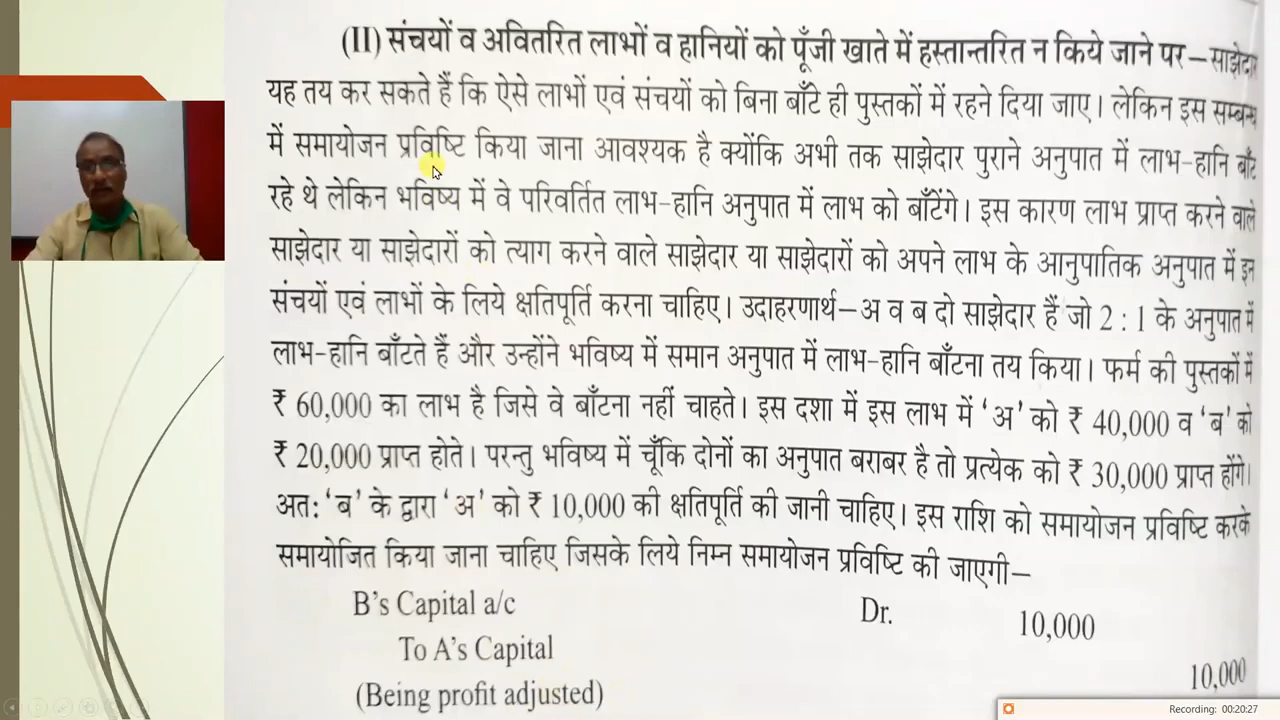 (II) संचयों व अवितरित लाभों व हानियों को पूँजी खाते में हस्तान्तरित न किये जाने पर—साझेदार
यह तय कर सकते हैं कि ऐसे लाभों एवं संचयों को बिना बाँटे ही पुस्तकों में रहने दिया जाए। लेकिन इस सम्बन्ध
में समायोजन प्रविष्टि किया जाना आवश्यक है क्योंकि अभी तक साझेदार पुराने अनुपात में लाभ-हानि बाँट
रहे थे लेकिन भविष्य में वे परिवर्तित लाभ-हानि अनुपात में लाभ को बाँटेंगे। इस कारण लाभ प्राप्त करने वाले
साझेदार या साझेदारों को त्याग करने वाले साझेदार या साझेदारों को अपने लाभ के आनुपातिक अनुपात में इन
संचयों एवं लाभों के लिये क्षतिपूर्ति करना चाहिए। उदाहरणार्थ—अ व ब दो साझेदार हैं जो 2 : 1 के अनुपात में
लाभ-हानि बाँटते हैं और उन्होंने भविष्य में समान अनुपात में लाभ-हानि बाँटना तय किया। फर्म की पुस्तकों में
₹ 60,000 का लाभ है जिसे वे बाँटना नहीं चाहते। इस दशा में इस लाभ में ‘अ’ को ₹ 40,000 व ‘ब’ को
₹ 20,000 प्राप्त होते। परन्तु भविष्य में चूँकि दोनों का अनुपात बराबर है तो प्रत्येक को ₹ 30,000 प्राप्त होंगे।
अतः ‘ब’ के द्वारा ‘अ’ को ₹ 10,000 की क्षतिपूर्ति की जानी चाहिए। इस राशि को समायोजन प्रविष्टि करके
समायोजित किया जाना चाहिए जिसके लिये निम्न समायोजन प्रविष्टि की जाएगी—
B's Capital a/c Dr. 10,000
To A's Capital 10,000
(Being profit adjusted)
Recording: 00:20:27